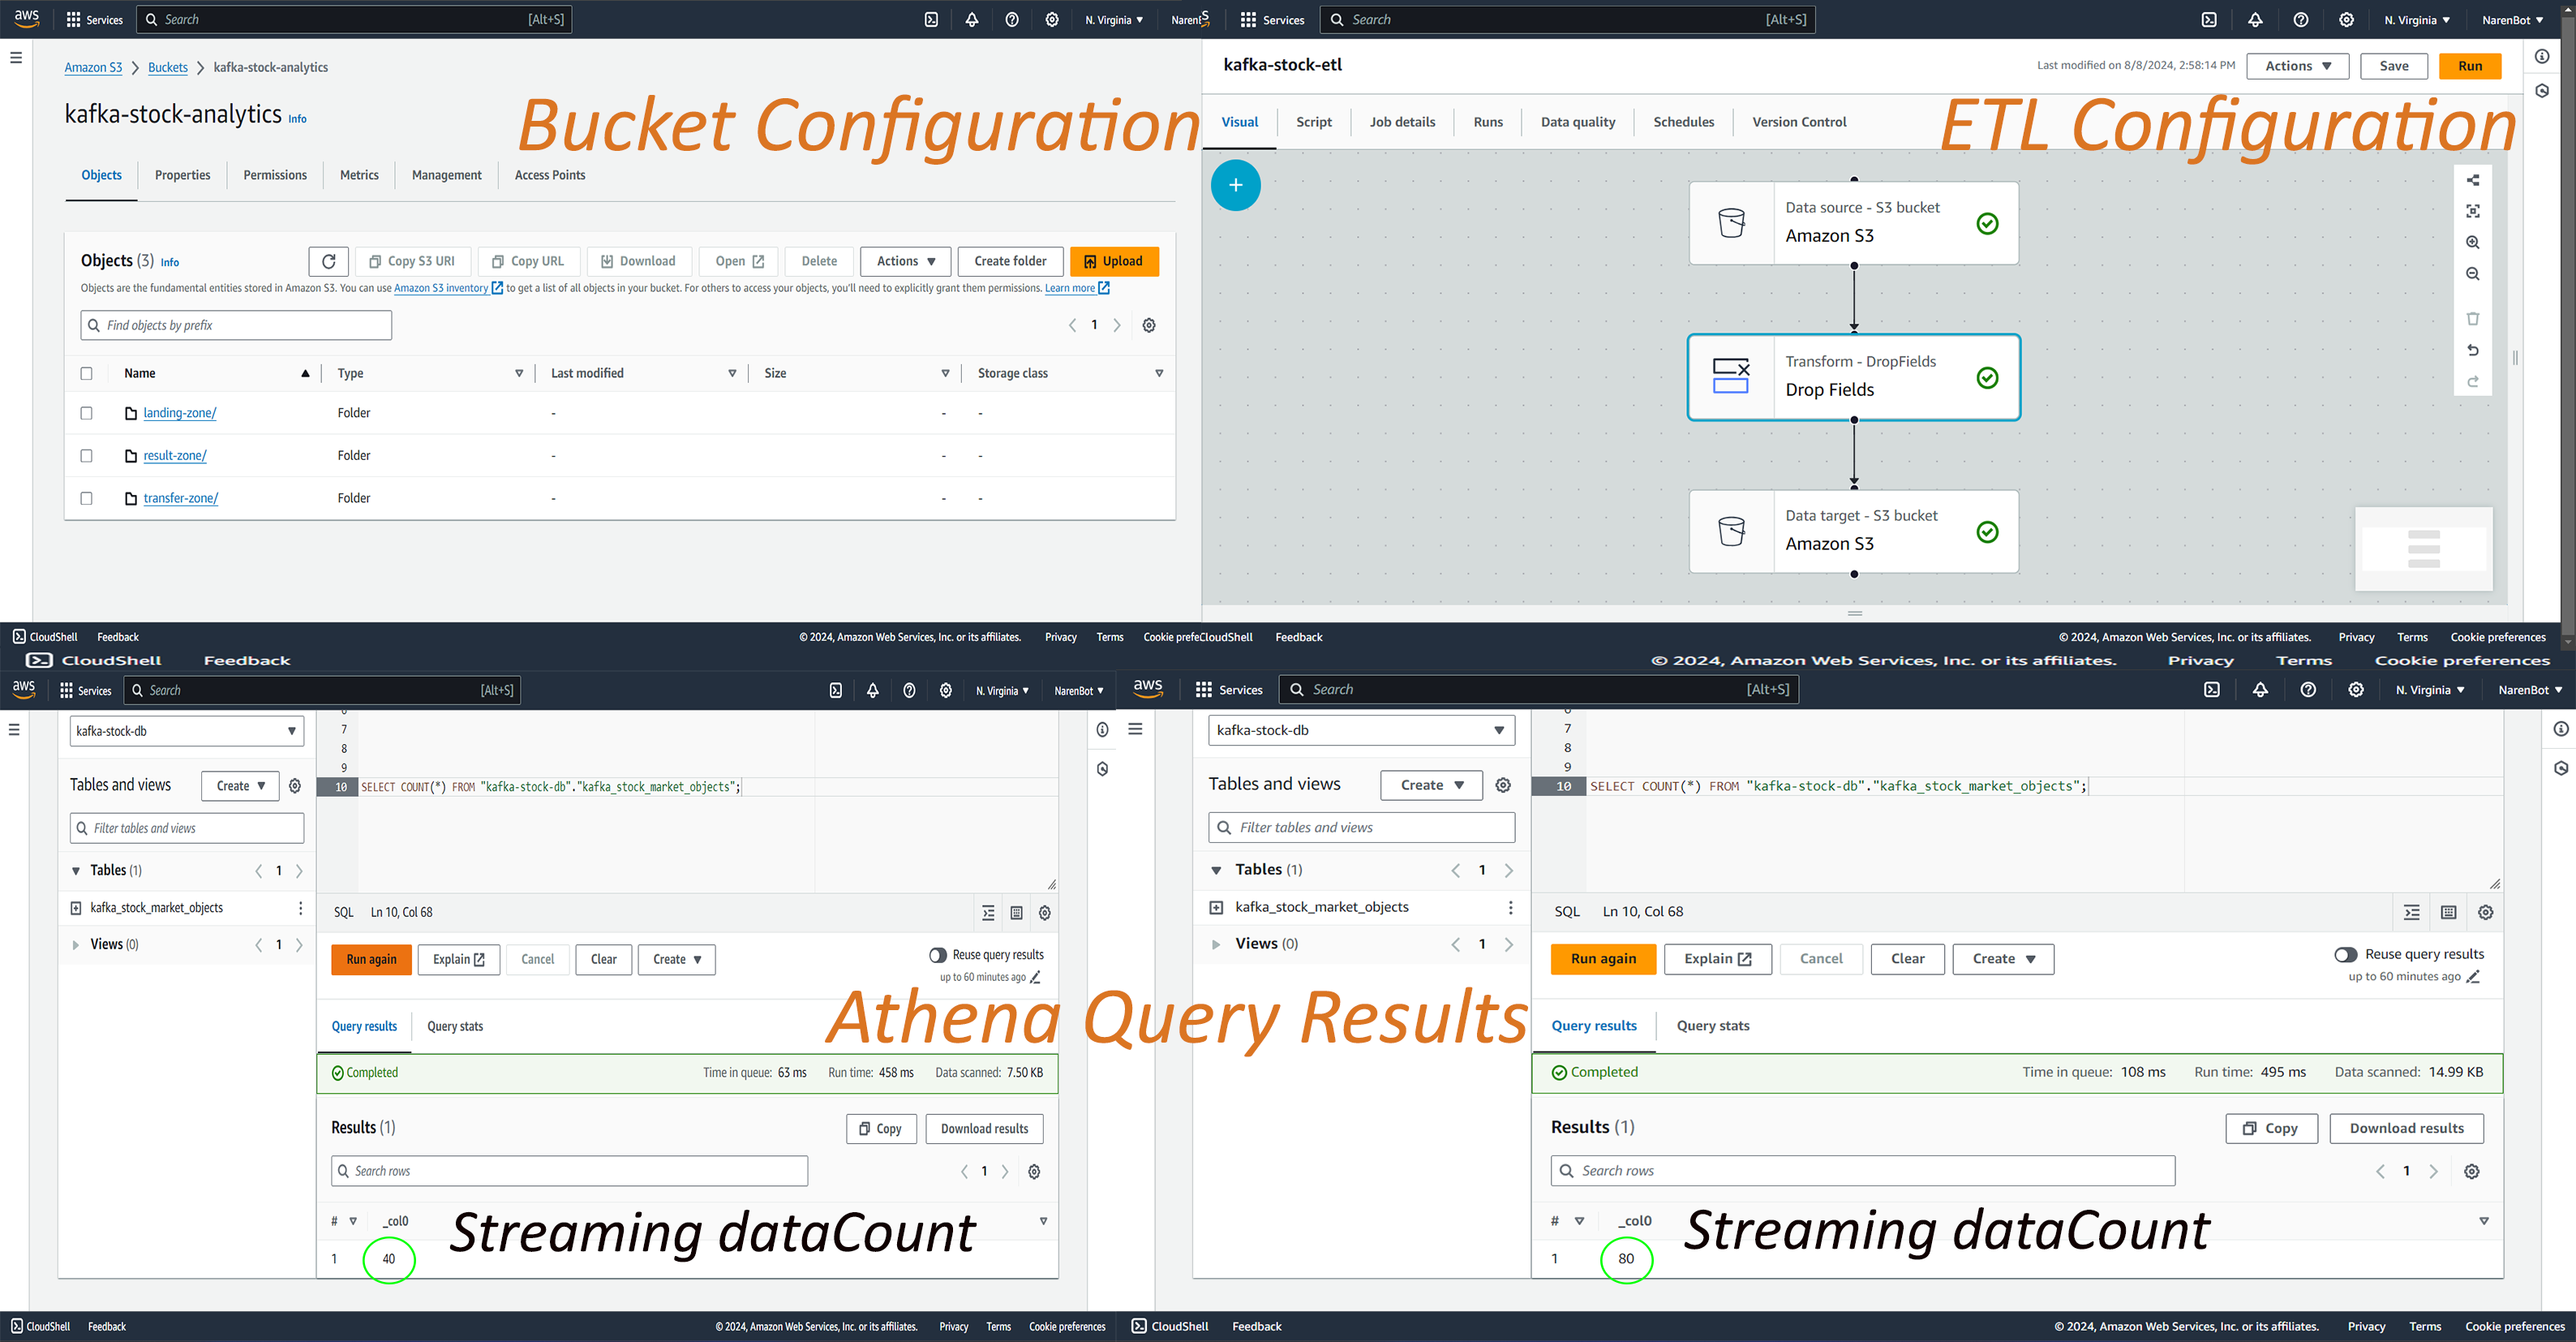 aws Services Search [Alt+S] N. Virginia ▼ Naren
Services Search [Alt+S] N. Virginia ▼ NarenBot ▼
Amazon S3 > Buckets > kafka-stock-analytics
kafka-stock-analytics Info
Bucket Configuration
Objects Properties Permissions Metrics Management Access Points
Objects (3) Info
Copy S3 URI Copy URL Download Open Delete Actions ▼ Create folder Upload
Objects are the fundamental entities stored in Amazon S3. You can use Amazon S3 inventory to get a list of all objects in your bucket. For others to access your objects, you'll need to explicitly grant them permissions. Learn more
Find objects by prefix
< 1 >
Name Type Last modified Size Storage class
landing-zone/ Folder - - -
result-zone/ Folder - - -
transfer-zone/ Folder - - -
kafka-stock-etl
Last modified on 8/8/2024, 2:58:14 PM Actions ▼ Save Run
Visual Script Job details Runs Data quality Schedules Version Control
ETL Configuration
Data source - S3 bucket
Amazon S3
Transform - DropFields
Drop Fields
Data target - S3 bucket
Amazon S3
CloudShell Feedback © 2024, Amazon Web Services, Inc. or its affiliates. Privacy Terms Cookie prefe
CloudShell Feedback © 2024, Amazon Web Services, Inc. or its affiliates. Privacy Terms Cookie preferences
CloudShell Feedback © 2024, Amazon Web Services, Inc. or its affiliates. Privacy Terms Cookie preferences
aws Services Search [Alt+S] N. Virginia ▼ NarenBot ▼
kafka-stock-db
Tables and views Create ▼
Filter tables and views
Tables (1) < 1 >
kafka_stock_market_objects
Views (0) < 1 >
7
8
9
10 SELECT COUNT(*) FROM "kafka-stock-db"."kafka_stock_market_objects";
SQL Ln 10, Col 68
Run again Explain Cancel Clear Create ▼
Reuse query results
up to 60 minutes ago
Athena Query Results
Query results Query stats
Completed Time in queue: 63 ms Run time: 458 ms Data scanned: 7.50 KB
Results (1) Copy Download results
Search rows
< 1 >
# _col0
1 40
Streaming dataCount
aws Services Search [Alt+S] N. Virginia ▼ NarenBot ▼
kafka-stock-db
Tables and views Create ▼
Filter tables and views
Tables (1) < 1 >
kafka_stock_market_objects
Views (0) < 1 >
7
8
9
10 SELECT COUNT(*) FROM "kafka-stock-db"."kafka_stock_market_objects";
SQL Ln 10, Col 68
Run again Explain Cancel Clear Create ▼
Reuse query results
up to 60 minutes ago
Query results Query stats
Completed Time in queue: 108 ms Run time: 495 ms Data scanned: 14.99 KB
Results (1) Copy Download results
Search rows
< 1 >
# _col0
1 80
Streaming dataCount
CloudShell Feedback © 2024, Amazon Web Services, Inc. or its affiliates. Privacy Terms Cookie preferences
CloudShell Feedback © 2024, Amazon Web Services, Inc. or its affiliates. Privacy Terms Cookie preferences